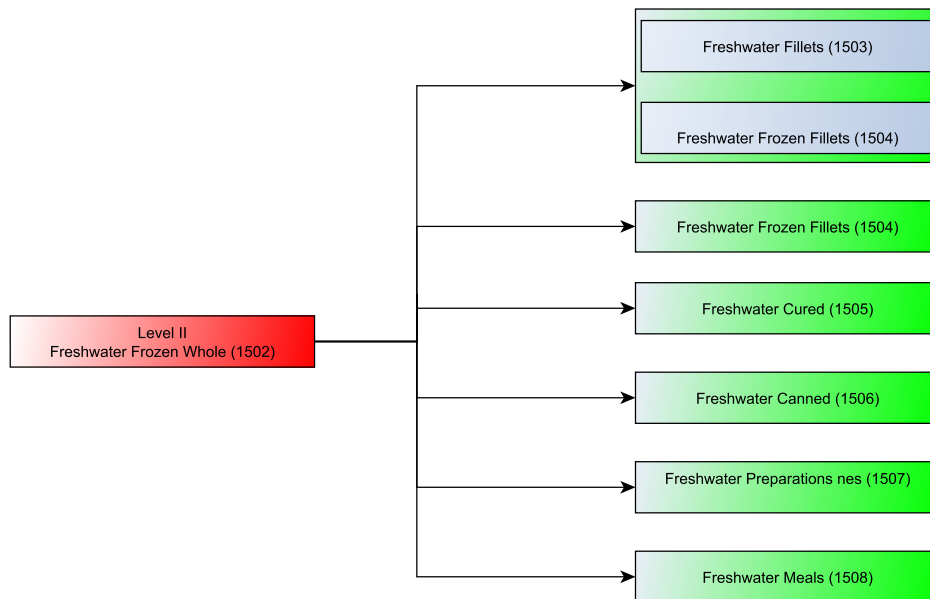 Freshwater Fillets (1503)
Freshwater Frozen Fillets (1504)
Freshwater Frozen Fillets (1504)
Freshwater Cured (1505)
Level II
Freshwater Frozen Whole (1502)
Freshwater Canned (1506)
Freshwater Preparations nes (1507)
Freshwater Meals (1508)